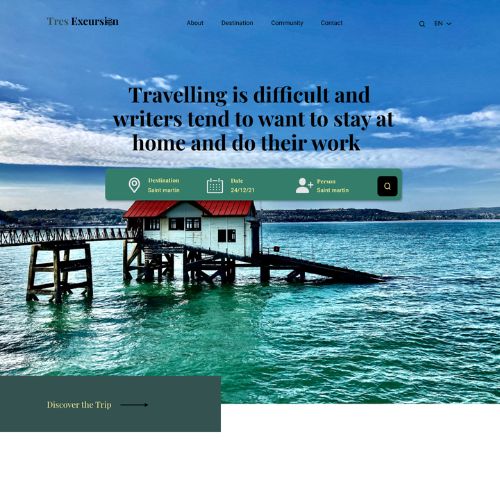 Tres Excursion
About
Destination
Community
Contact
EN
Travelling is difficult and
writers tend to want to stay at
home and do their work
Destination
Saint martin
Date
24/12/21
Person
Saint martin
Discover the Trip